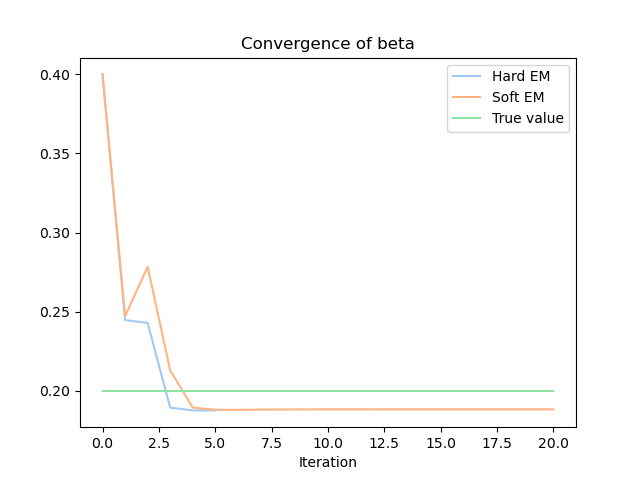 Convergence of beta
Hard EM
Soft EM
True value
0.40
0.35
0.30
0.25
0.20
0.0 2.5 5.0 7.5 10.0 12.5 15.0 17.5 20.0
Iteration